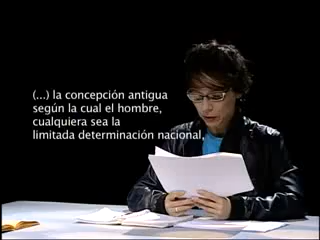 (...) la concepción antigua
según la cual el hombre,
cualquiera sea la
limitada determinación nacional,